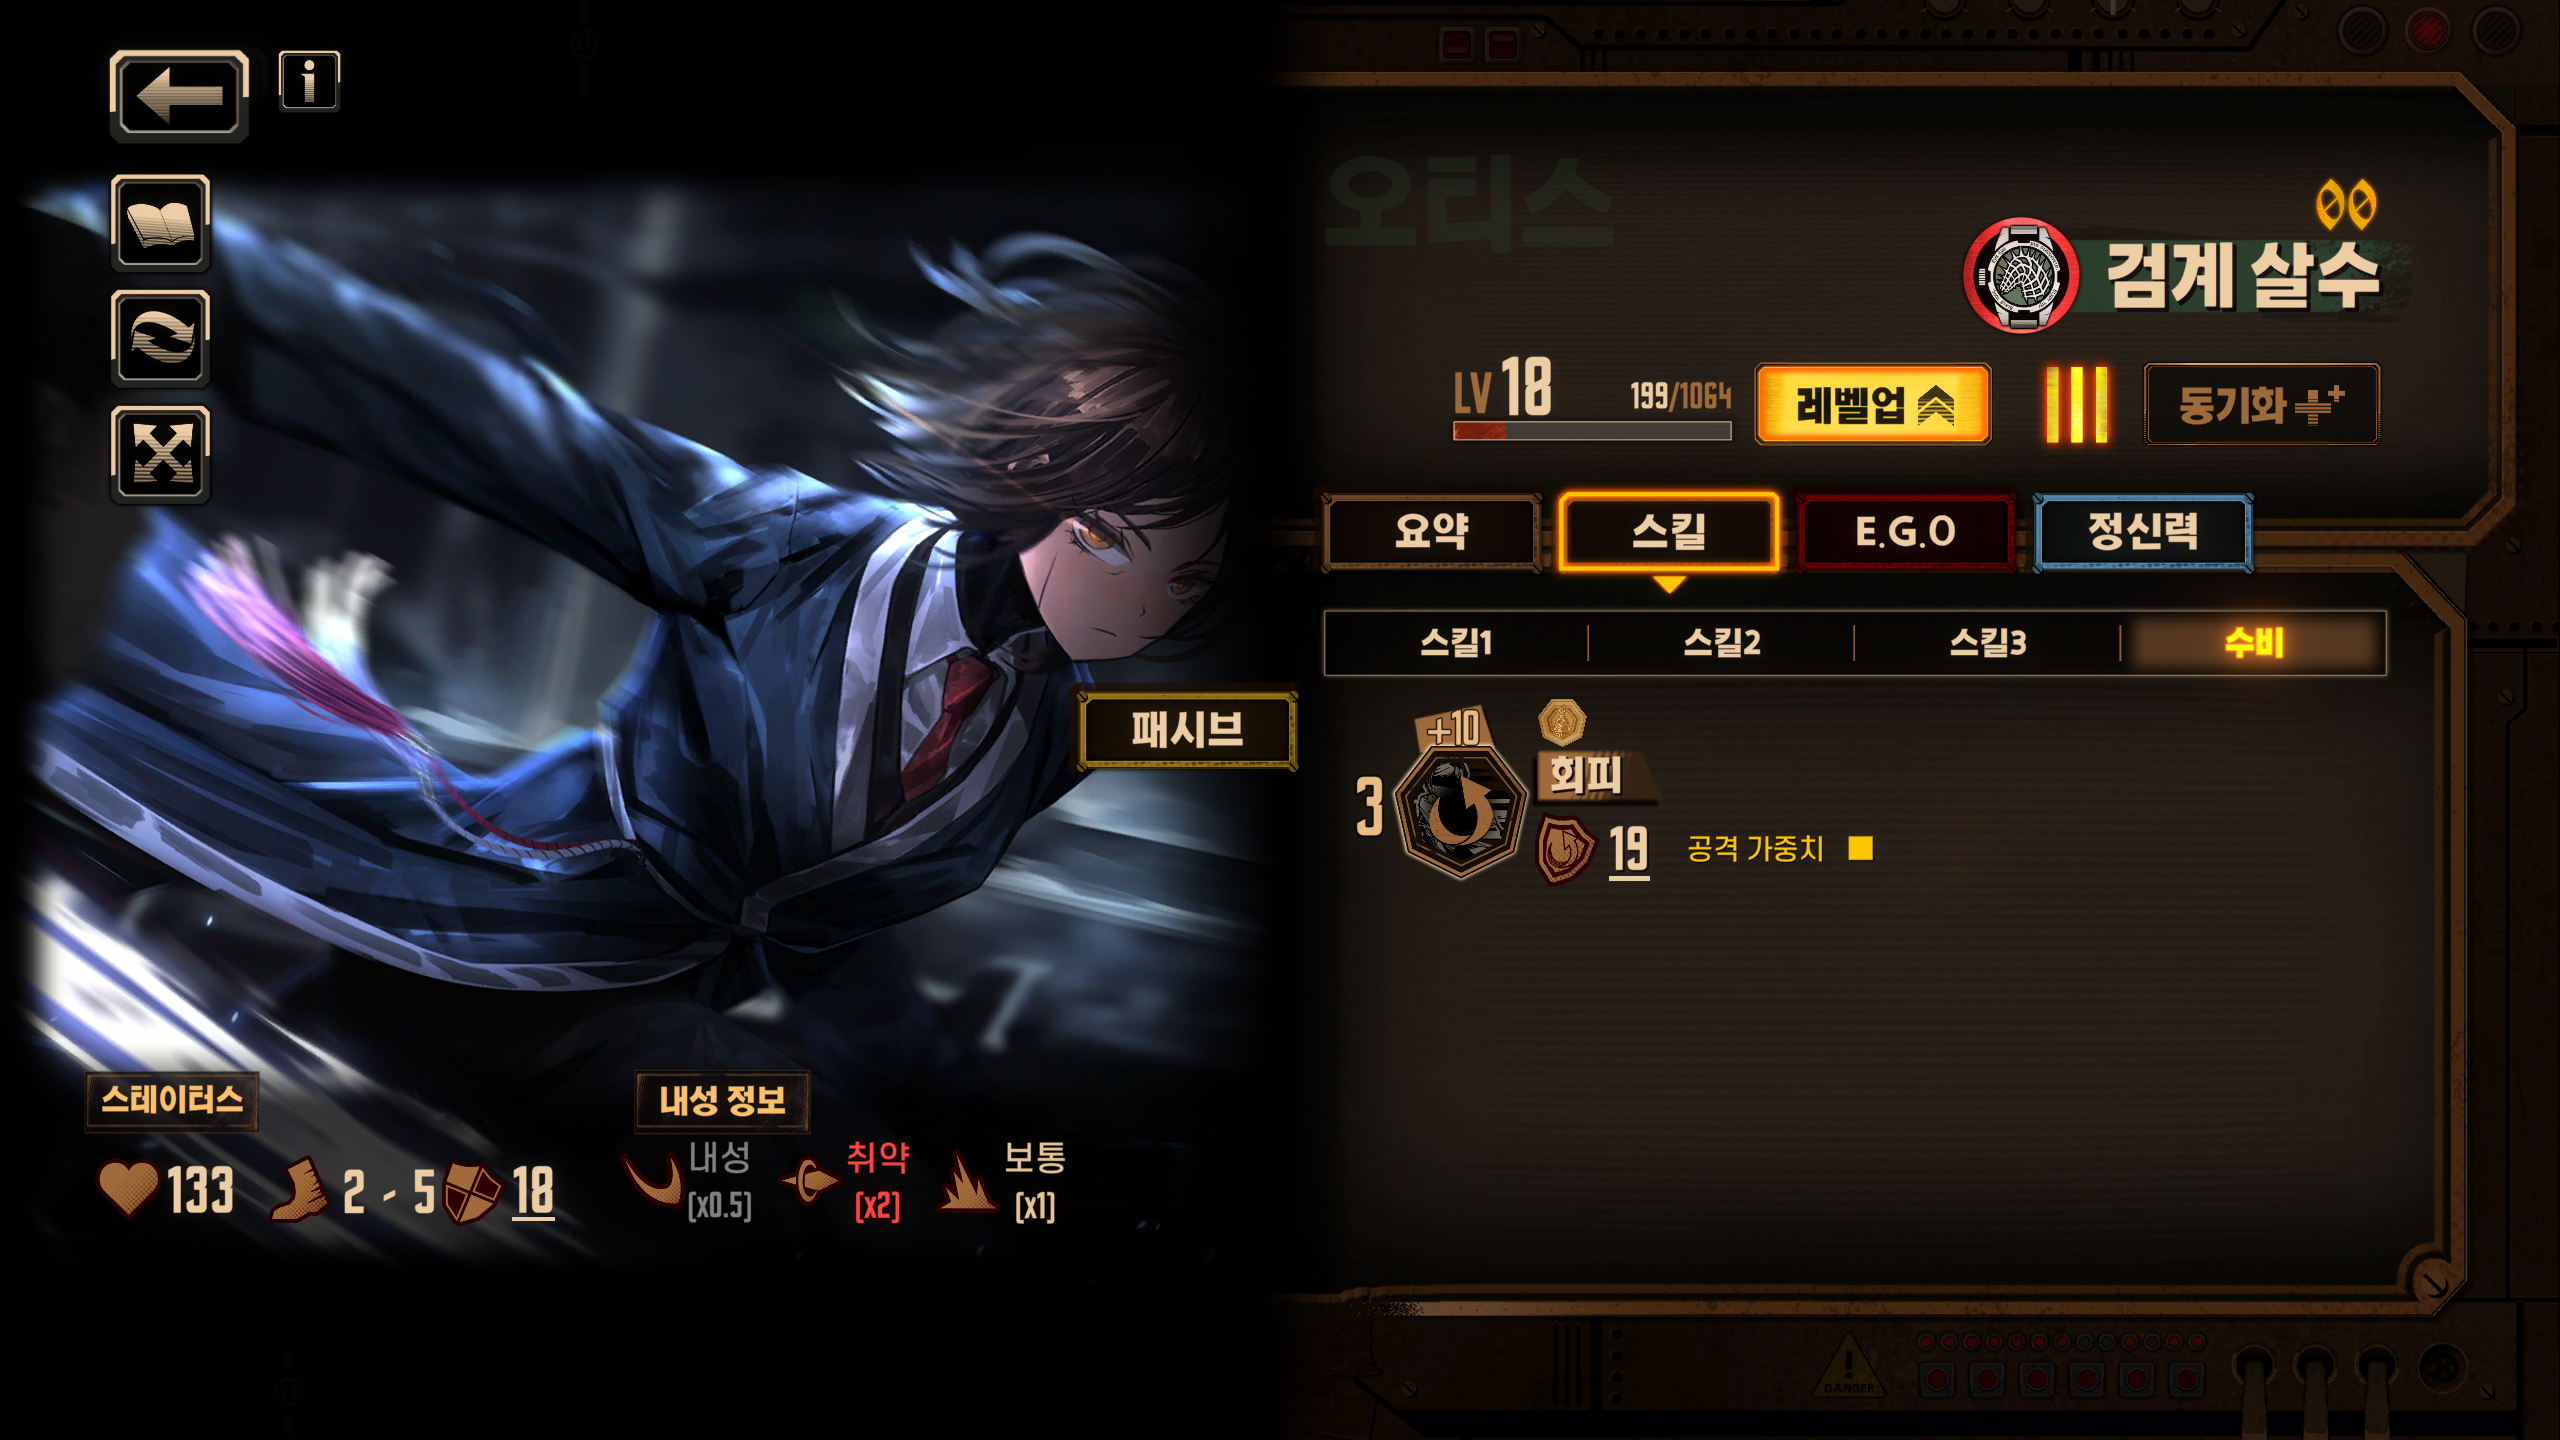 오티스
검계 살수
LV 18
199/1064
레벨업
동기화
요약
스킬
E.G.O
정신력
스킬1
스킬2
스킬3
수비
패시브
+10
3
회피
19
공격 가중치
스테이터스
133
2 - 5
18
내성 정보
내성
[x0.5]
취약
[x2]
보통
[x1]
DANGER